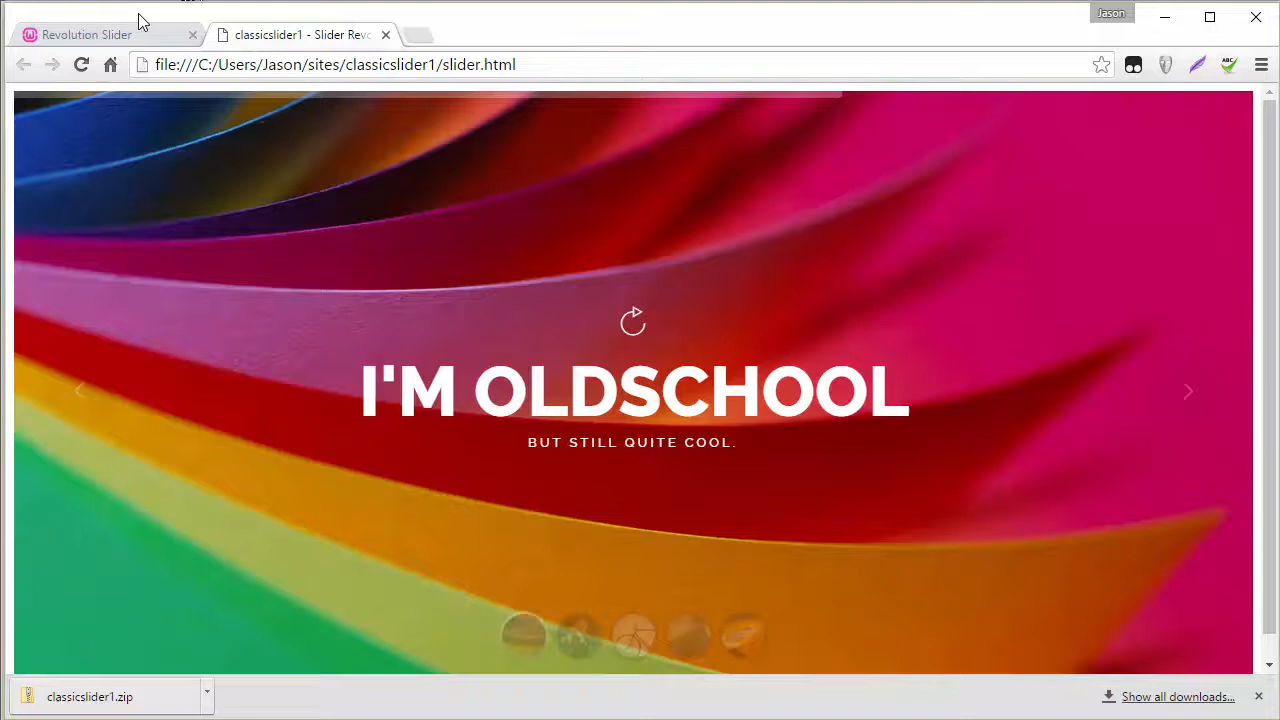 Jason
Revolution Slider
classicslider1 - Slider Revo
file:///C:/Users/Jason/sites/classicslider1/slider.html
ABC
I'M OLDSCHOOL
BUT STILL QUITE COOL.
classicslider1.zip
Show all downloads...